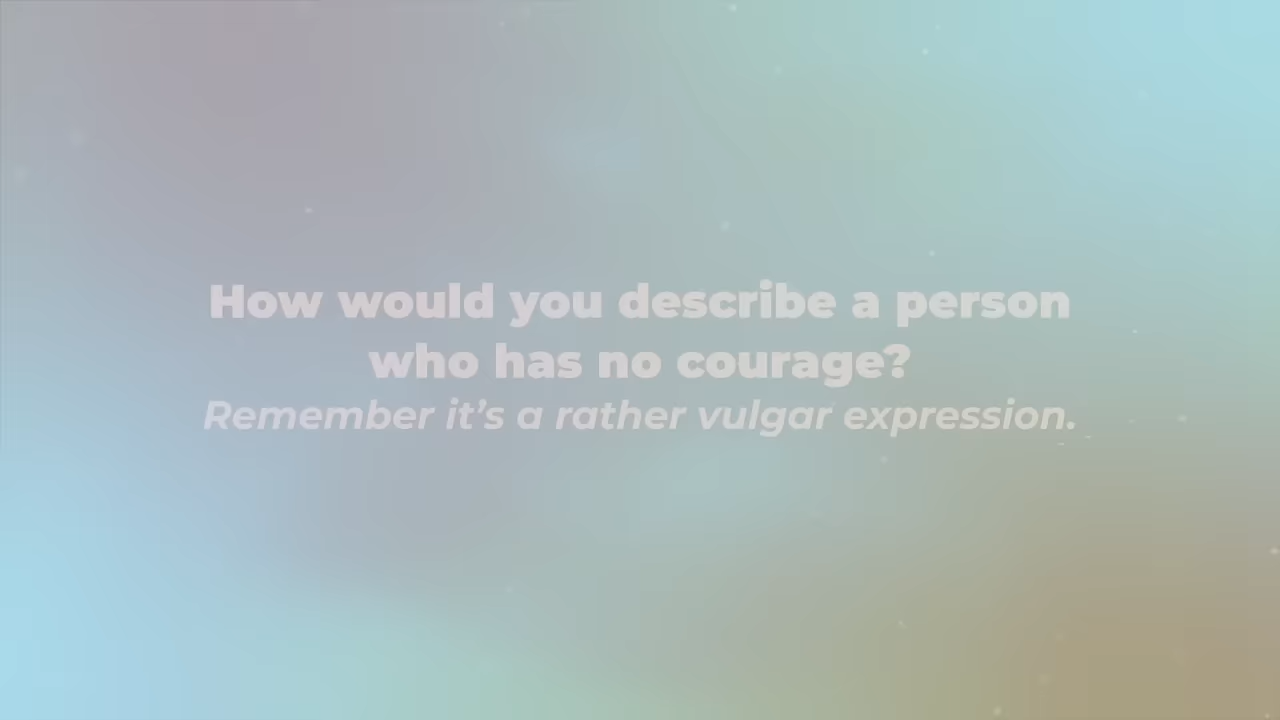 How would you describe a person
who has no courage?
Remember it’s a rather vulgar expression.